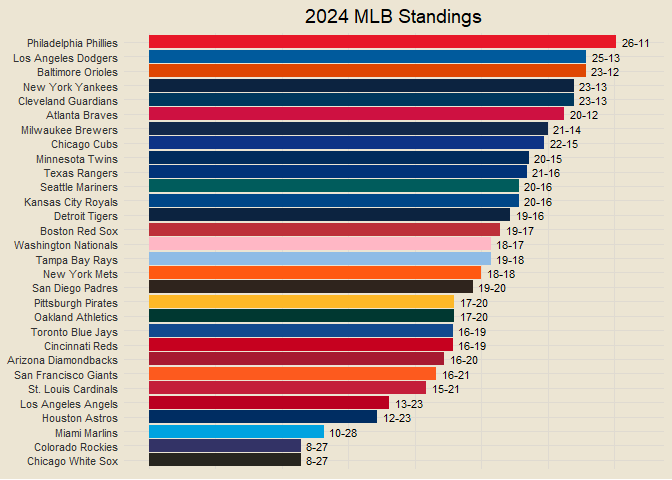 2024 MLB Standings
Philadelphia Phillies 26-11
Los Angeles Dodgers 25-13
Baltimore Orioles 23-12
New York Yankees 23-13
Cleveland Guardians 23-13
Atlanta Braves 20-12
Milwaukee Brewers 21-14
Chicago Cubs 22-15
Minnesota Twins 20-15
Texas Rangers 21-16
Seattle Mariners 20-16
Kansas City Royals 20-16
Detroit Tigers 19-16
Boston Red Sox 19-17
Washington Nationals 18-17
Tampa Bay Rays 19-18
New York Mets 18-18
San Diego Padres 19-20
Pittsburgh Pirates 17-20
Oakland Athletics 17-20
Toronto Blue Jays 16-19
Cincinnati Reds 16-19
Arizona Diamondbacks 16-20
San Francisco Giants 16-21
St. Louis Cardinals 15-21
Los Angeles Angels 13-23
Houston Astros 12-23
Miami Marlins 10-28
Colorado Rockies 8-27
Chicago White Sox 8-27